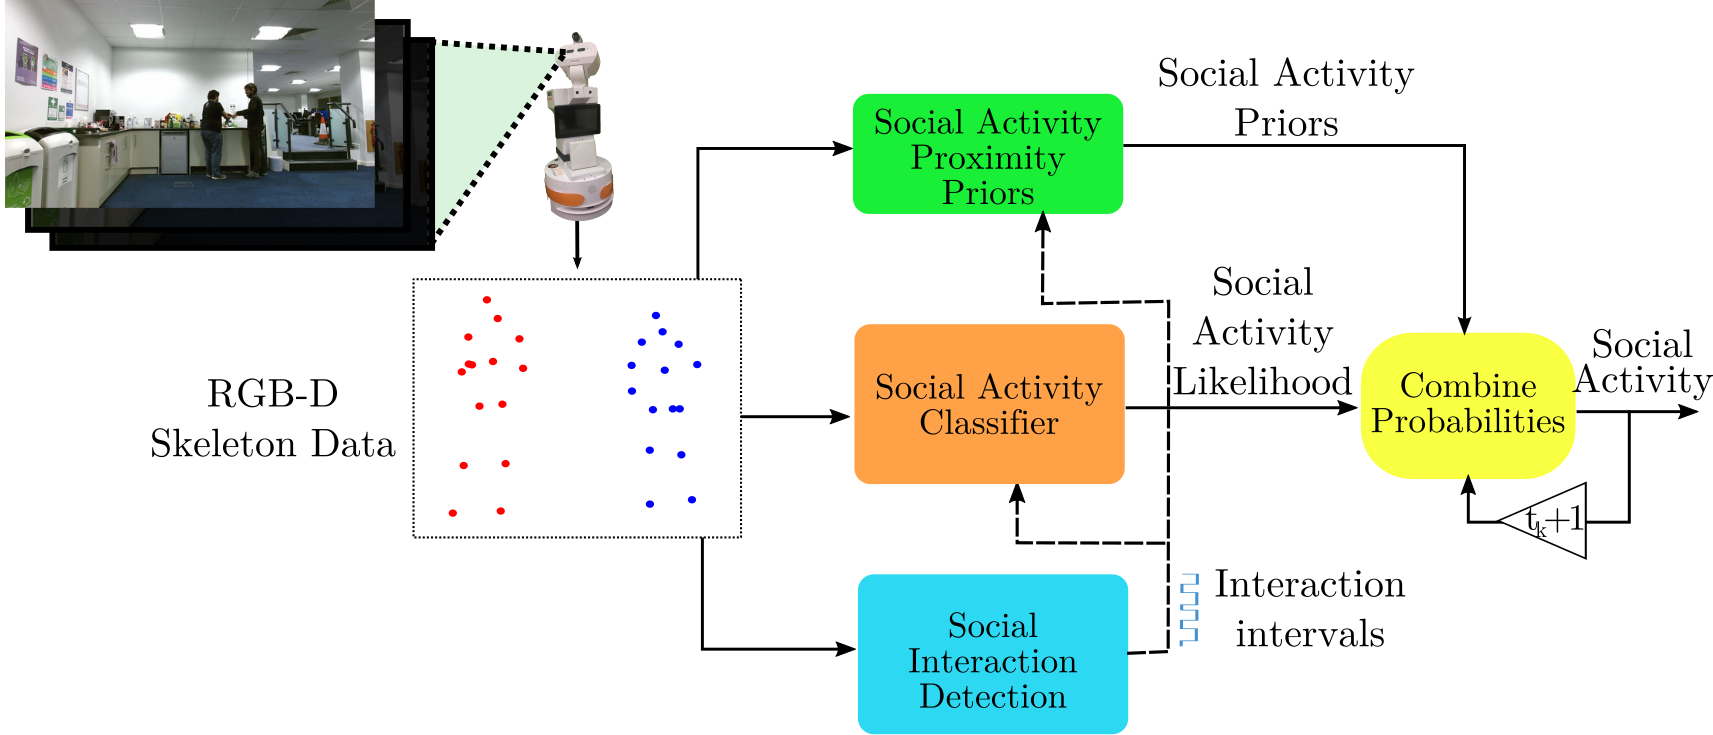 Social Activity
Priors
Social Activity
Proximity
Priors
Social
Activity
Likelihood
Social
Activity
RGB-D
Skeleton Data
Social Activity
Classifier
Combine
Probabilities
tk+1
Interaction
intervals
Social
Interaction
Detection